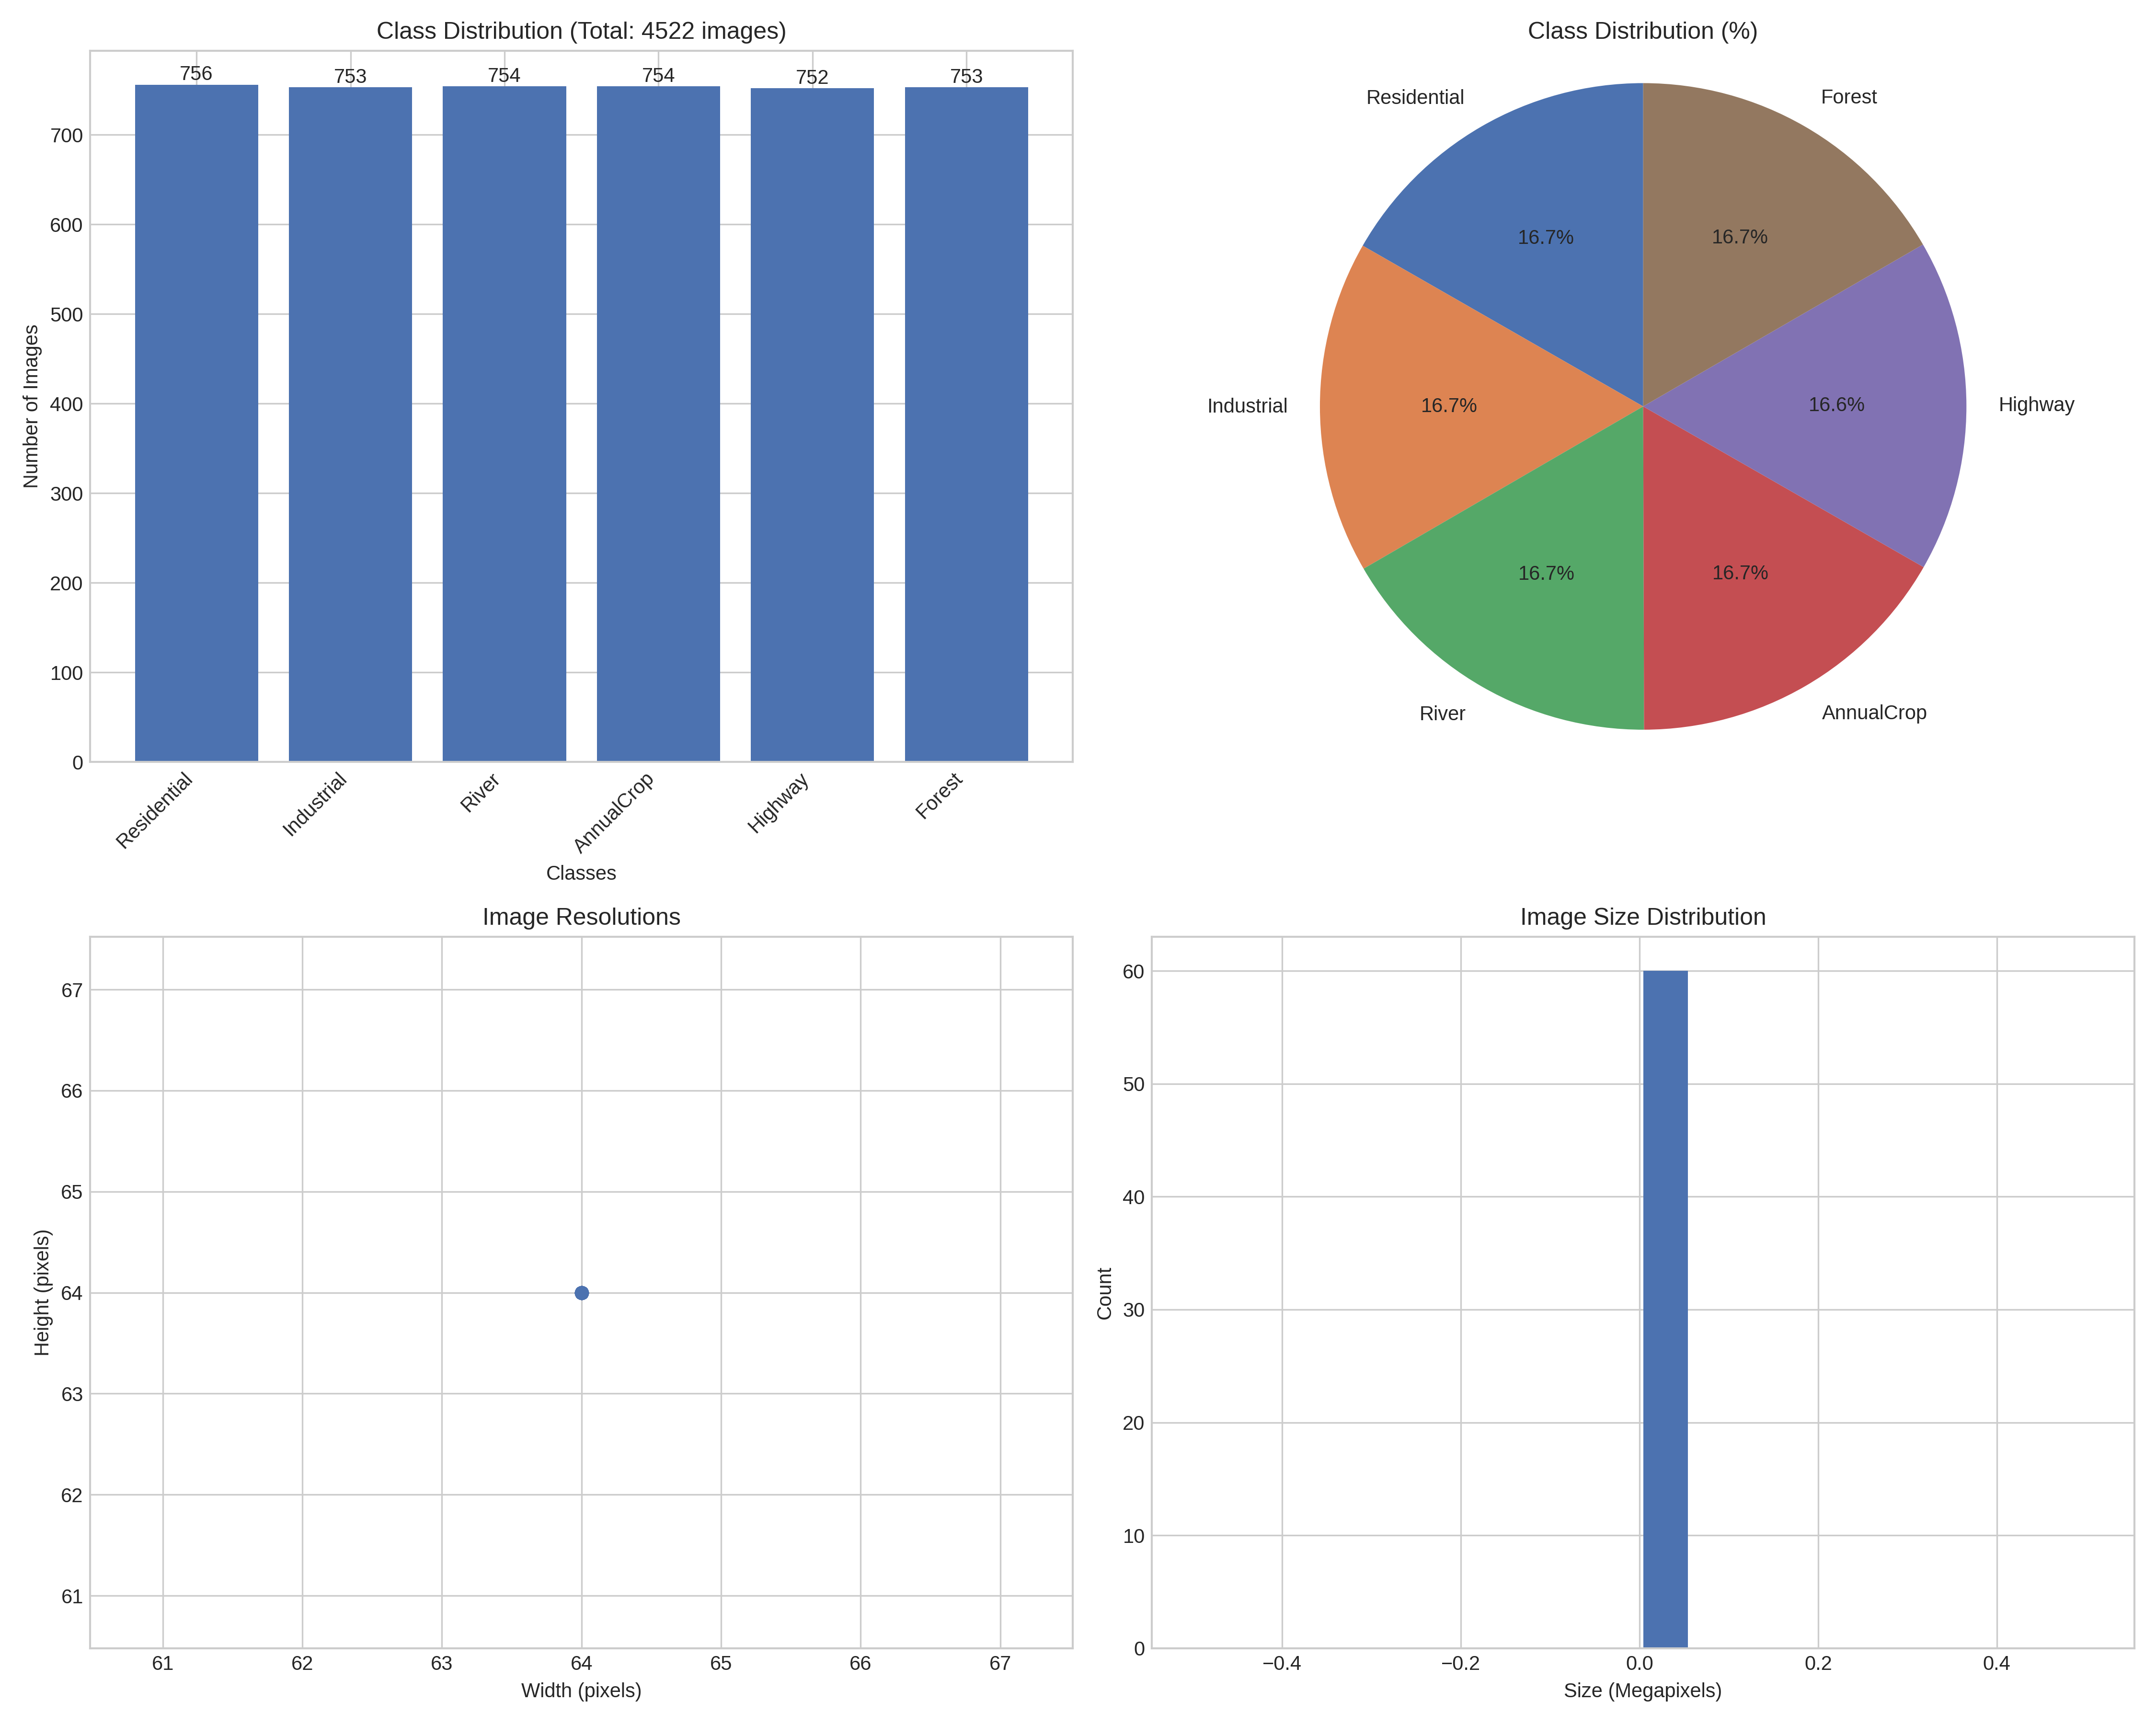 Class Distribution (Total: 4522 images)
756
753
754
754
752
753
700
600
500
400
300
200
100
0
Number of Images
Residential
Industrial
River
AnnualCrop
Highway
Forest
Classes
Class Distribution (%)
Residential
Forest
16.7%
16.7%
Industrial
16.7%
16.6%
Highway
16.7%
16.7%
River
AnnualCrop
Image Resolutions
67
66
65
64
63
62
61
Height (pixels)
61 62 63 64 65 66 67
Width (pixels)
Image Size Distribution
60
50
40
30
20
10
0
Count
−0.4 −0.2 0.0 0.2 0.4
Size (Megapixels)